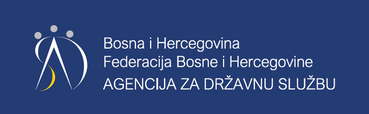 Bosna i Hercegovina
Federacija Bosne i Hercegovine
AGENCIJA ZA DRŽAVNU SLUŽBU